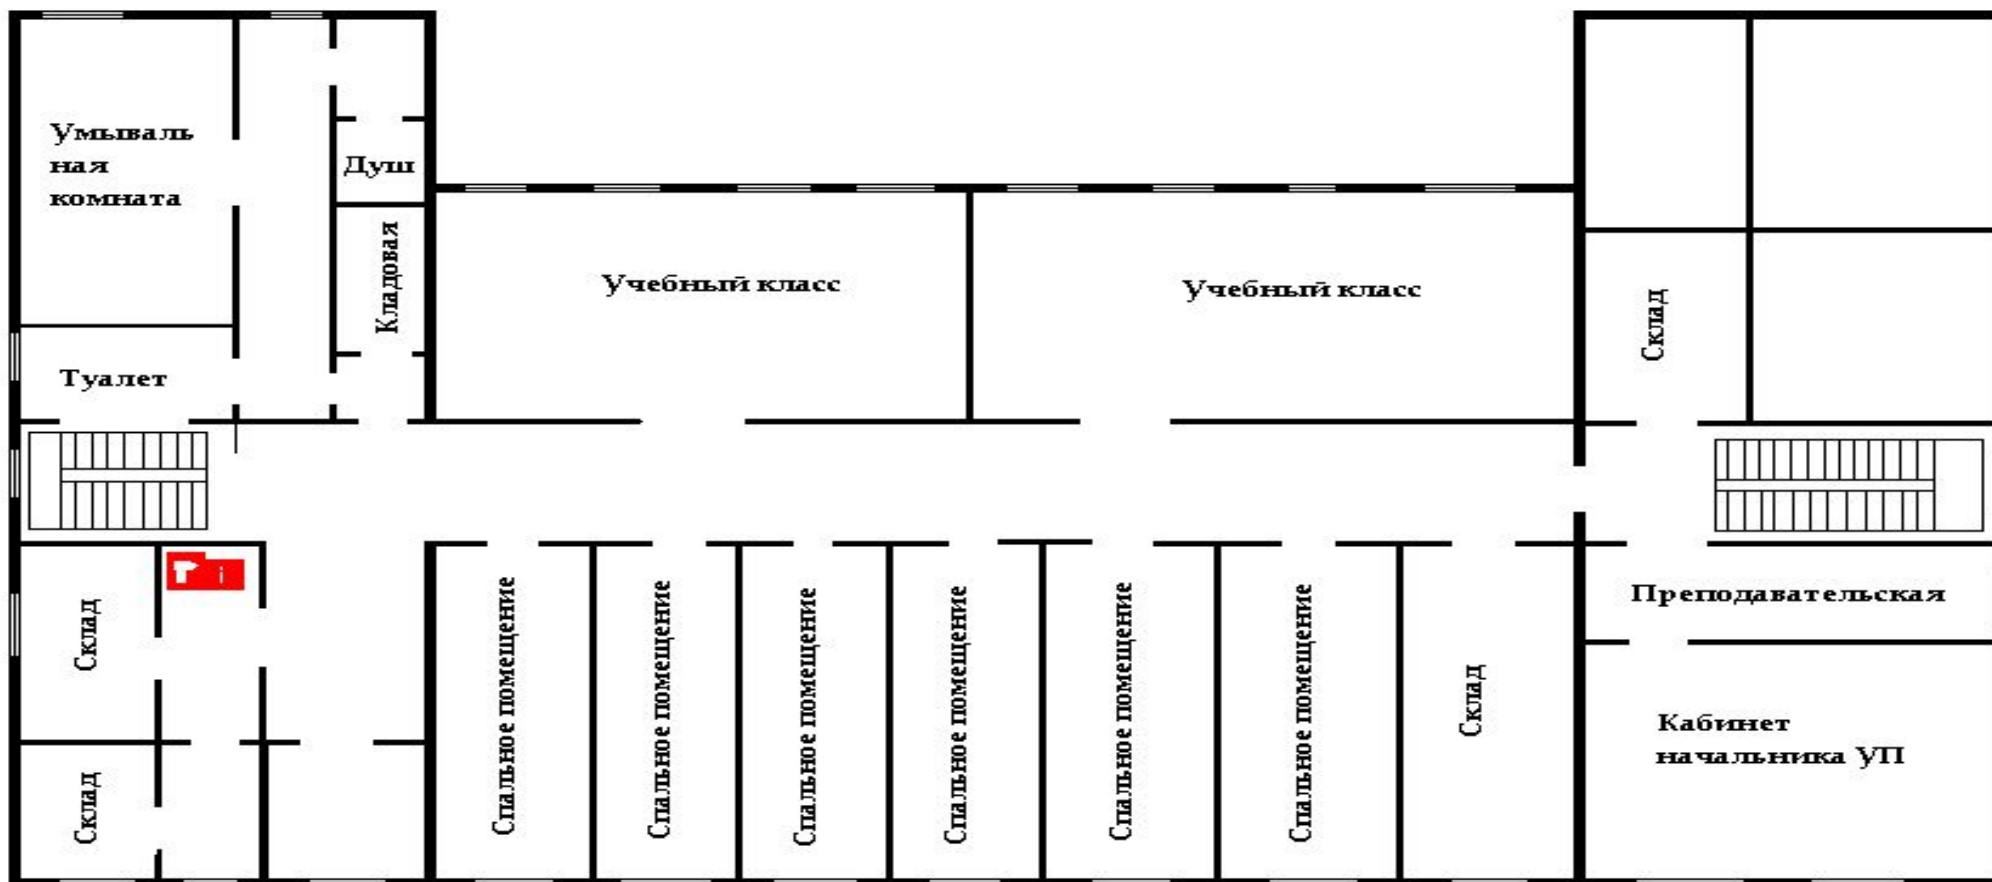 Умываль
ная
комната
Душ
Кладовая
Туалет
Учебный класс
Учебный класс
Склад
Склад
Склад
Спальное помещение
Спальное помещение
Спальное помещение
Спальное помещение
Спальное помещение
Спальное помещение
Склад
Преподавательская
Кабинет
начальника УП